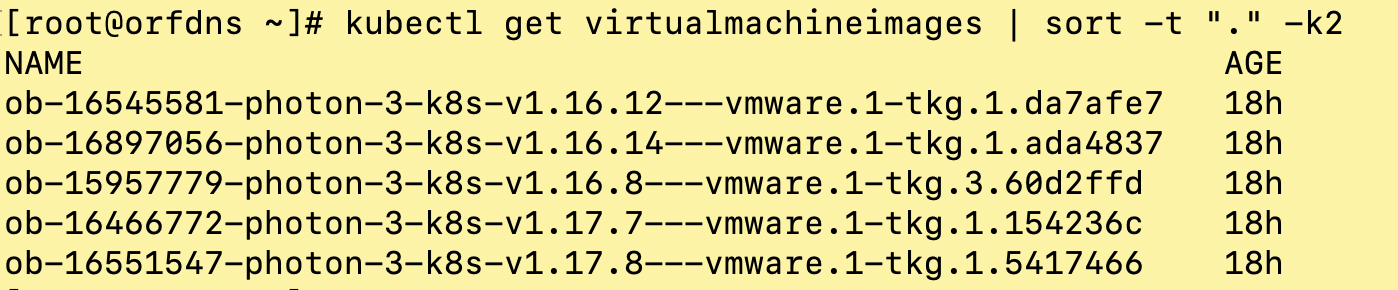 [root@orfdns ~]# kubectl get virtualmachineimages | sort -t "." -k2
NAME AGE
ob-16545581-photon-3-k8s-v1.16.12---vmware.1-tkg.1.da7afe7 18h
ob-16897056-photon-3-k8s-v1.16.14---vmware.1-tkg.1.ada4837 18h
ob-15957779-photon-3-k8s-v1.16.8---vmware.1-tkg.3.60d2ffd 18h
ob-16466772-photon-3-k8s-v1.17.7---vmware.1-tkg.1.154236c 18h
ob-16551547-photon-3-k8s-v1.17.8---vmware.1-tkg.1.5417466 18h